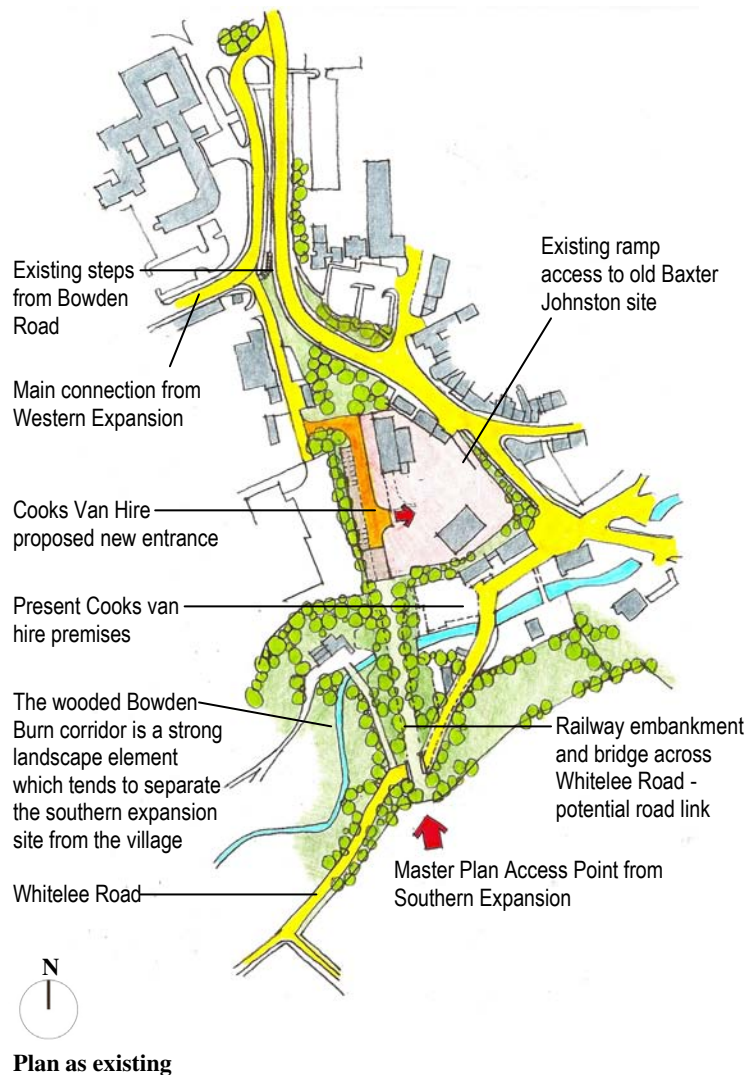 Existing steps
from Bowden
Road
Existing ramp
access to old Baxter
Johnston site
Main connection from
Western Expansion
Cooks Van Hire
proposed new entrance
Present Cooks van
hire premises
The wooded Bowden
Burn corridor is a strong
landscape element
which tends to separate
the southern expansion
site from the village
Railway embankment
and bridge across
Whitelee Road -
potential road link
Whitelee Road
Master Plan Access Point from
Southern Expansion
N
Plan as existing